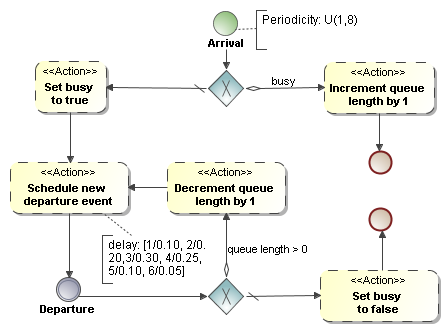 Periodicity: U(1,8)
Arrival
<<Action>>
Set busy
to true
busy
<<Action>>
Increment queue
length by 1
<<Action>>
Schedule new
departure event
<<Action>>
Decrement queue
length by 1
delay: [1/0.10, 2/0.
20,3/0.30, 4/0.25,
5/0.10, 6/0.05]
queue length > 0
Departure
<<Action>>
Set busy
to false
X
X